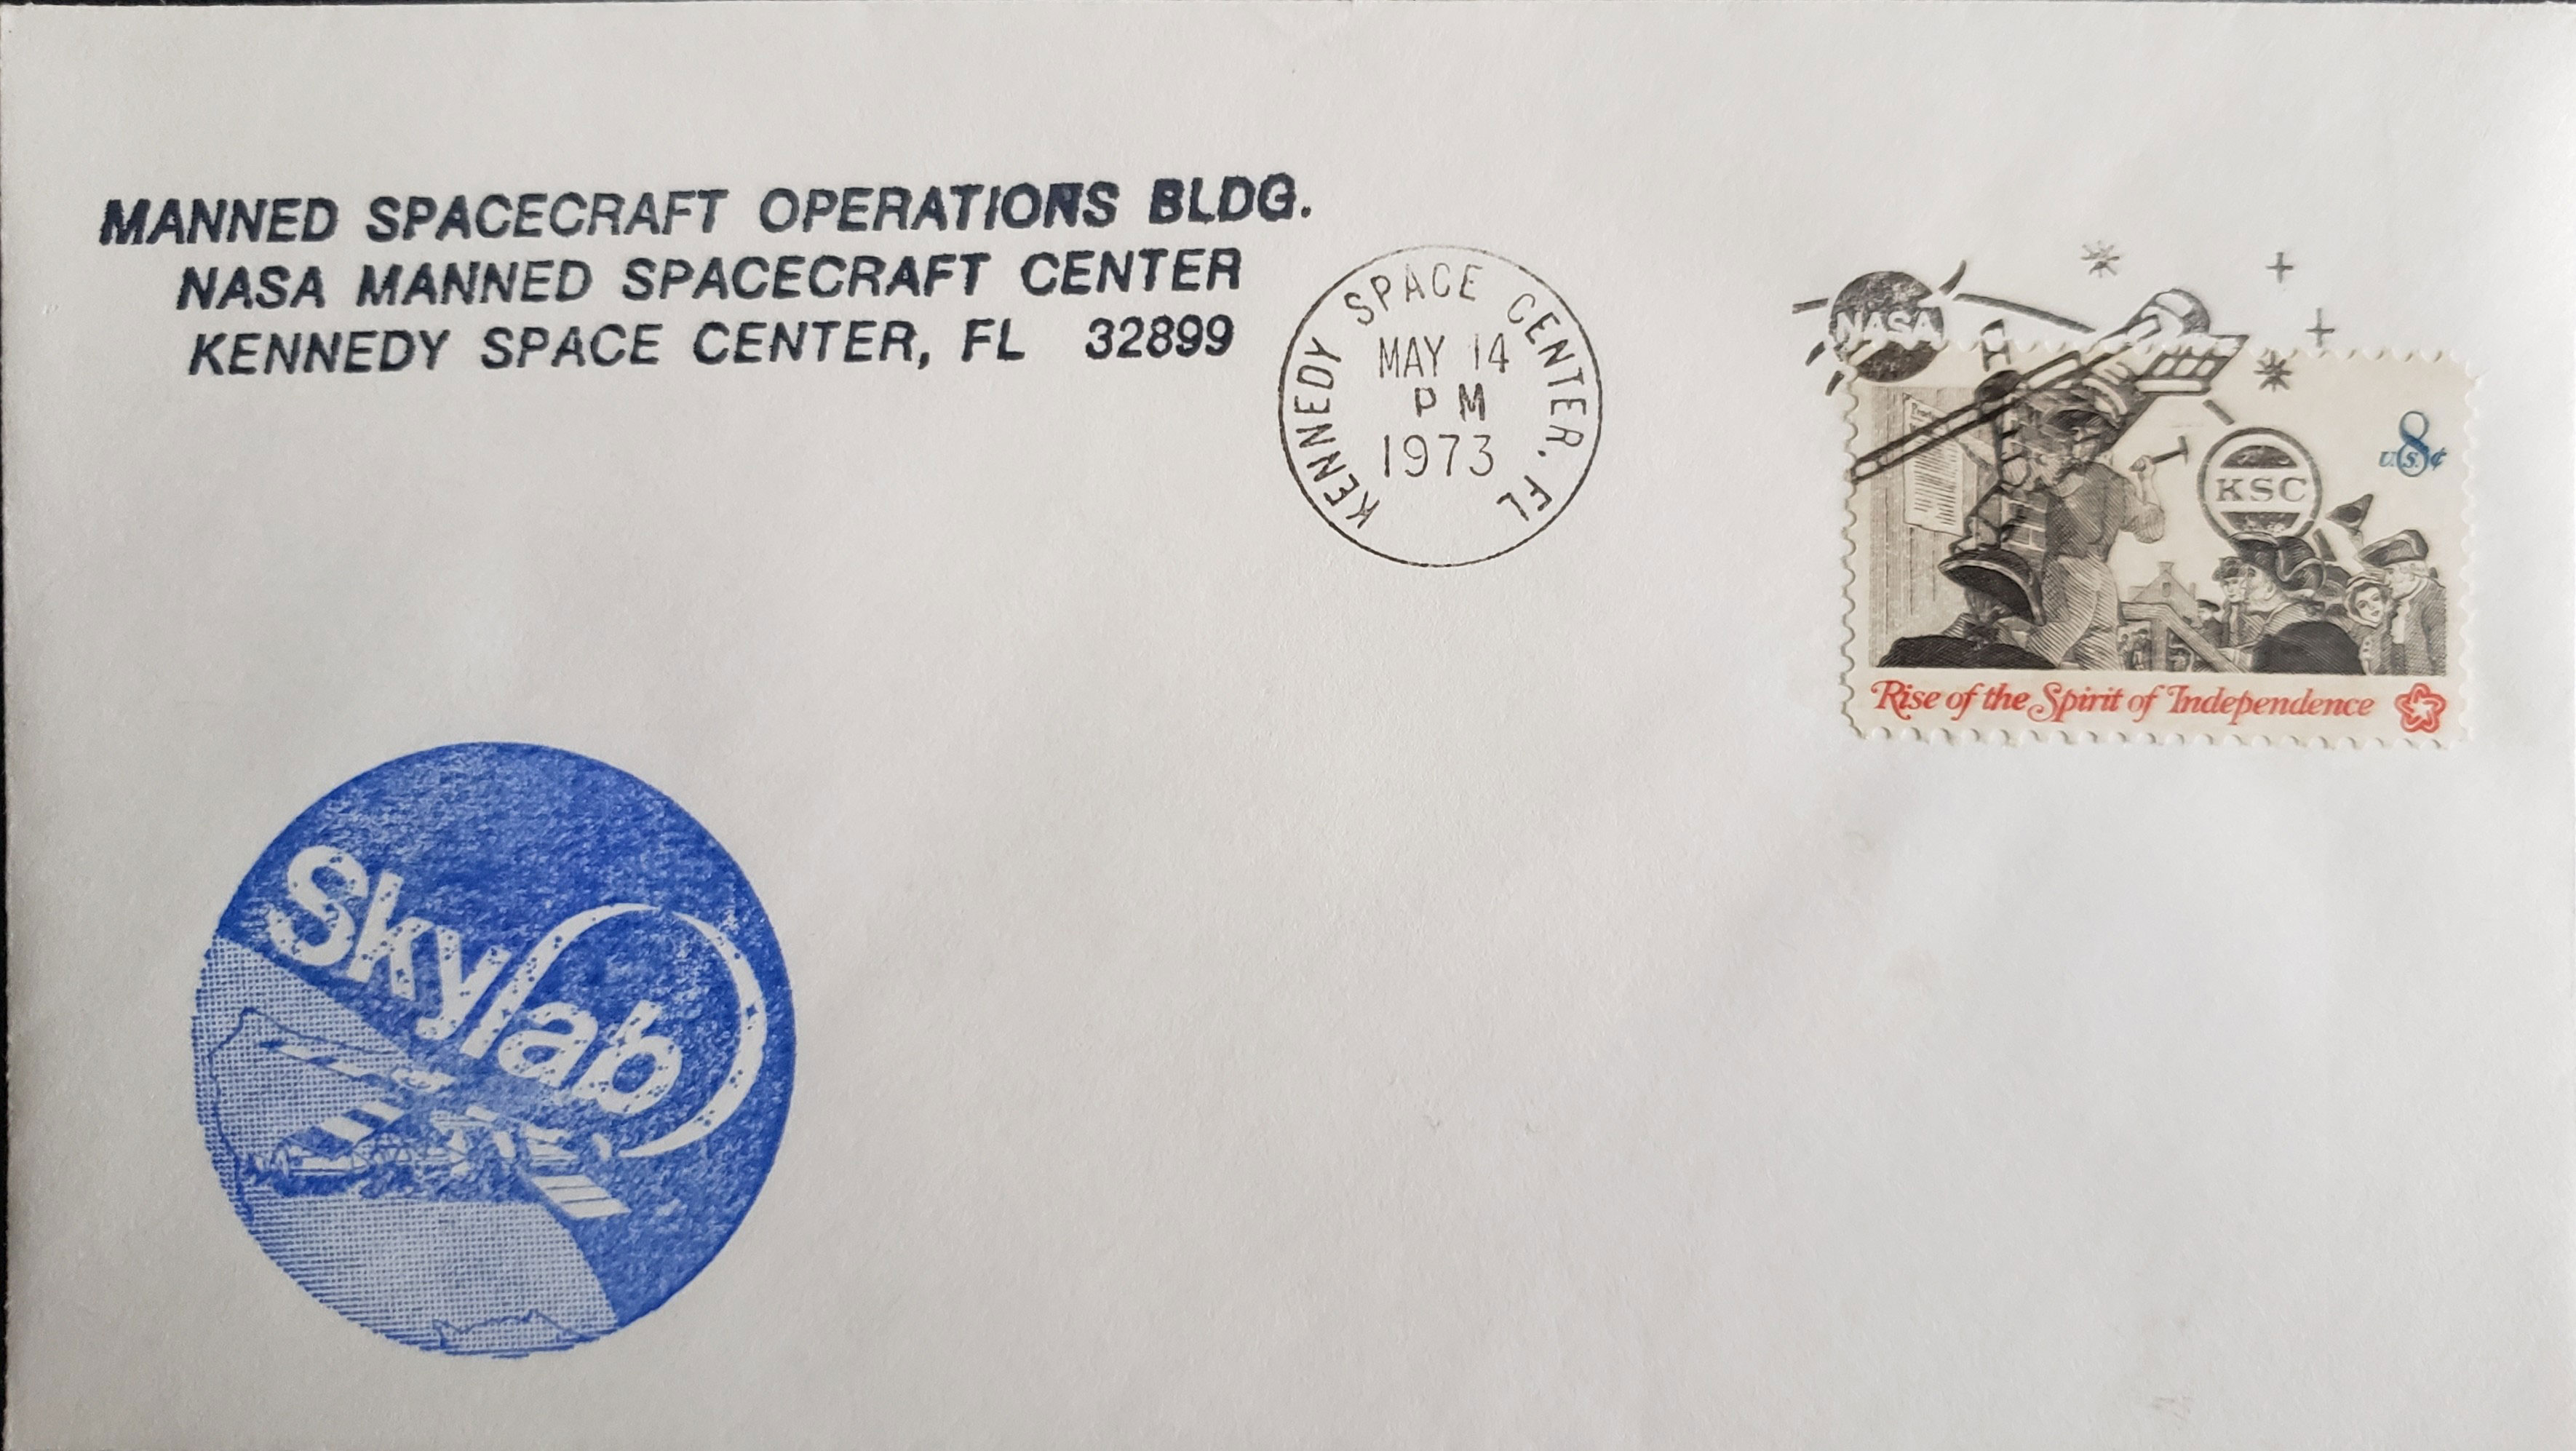 MANNED SPACECRAFT OPERATIONS BLDG.
NASA MANNED SPACECRAFT CENTER
KENNEDY SPACE CENTER, FL 32899
KENNEDY SPACE CENTER, FL
MAY 14
PM
1973
NASA
KSC
8
U.S. ¢
Rise of the Spirit of Independence
Skylab